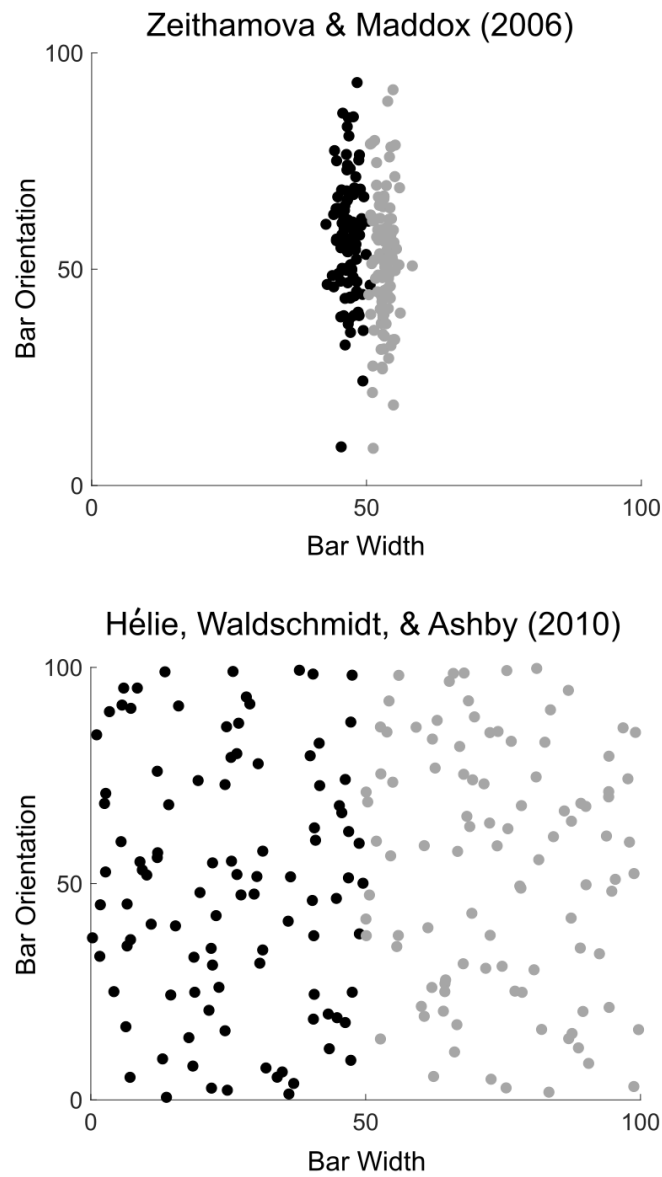 Zeithamova & Maddox (2006)
100
50
0
Bar Orientation
0 50 100
Bar Width
Hélie, Waldschmidt, & Ashby (2010)
100
50
0
Bar Orientation
0 50 100
Bar Width